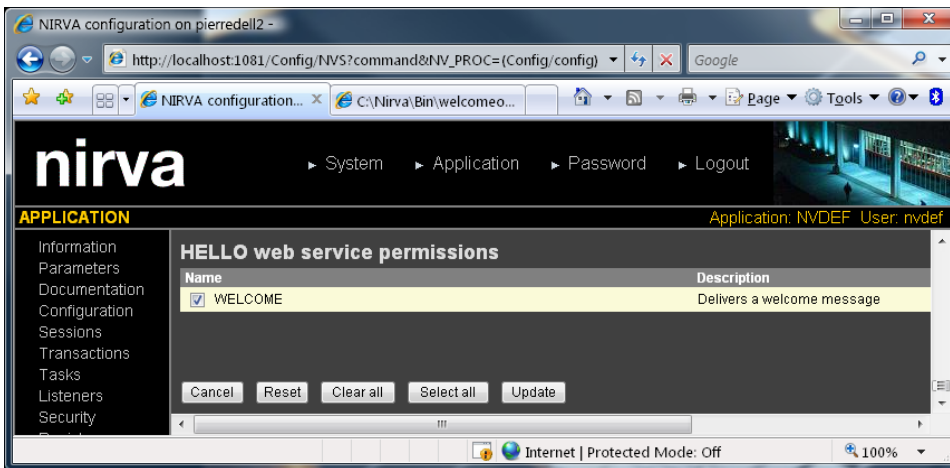 NIRVA configuration on pierredell2 -
http://localhost:1081/Config/NVS?command&NV_PROC={Config/config}
Google
NIRVA configuration...
C:\Nirva\Bin\welcomeo...
Page
Tools
nirva
System
Application
Password
Logout
APPLICATION
Application: NVDEF User: nvdef
Information
Parameters
Documentation
Configuration
Sessions
Transactions
Tasks
Listeners
Security
HELLO web service permissions
Name
Description
WELCOME
Delivers a welcome message
Cancel
Reset
Clear all
Select all
Update
Internet | Protected Mode: Off
100%